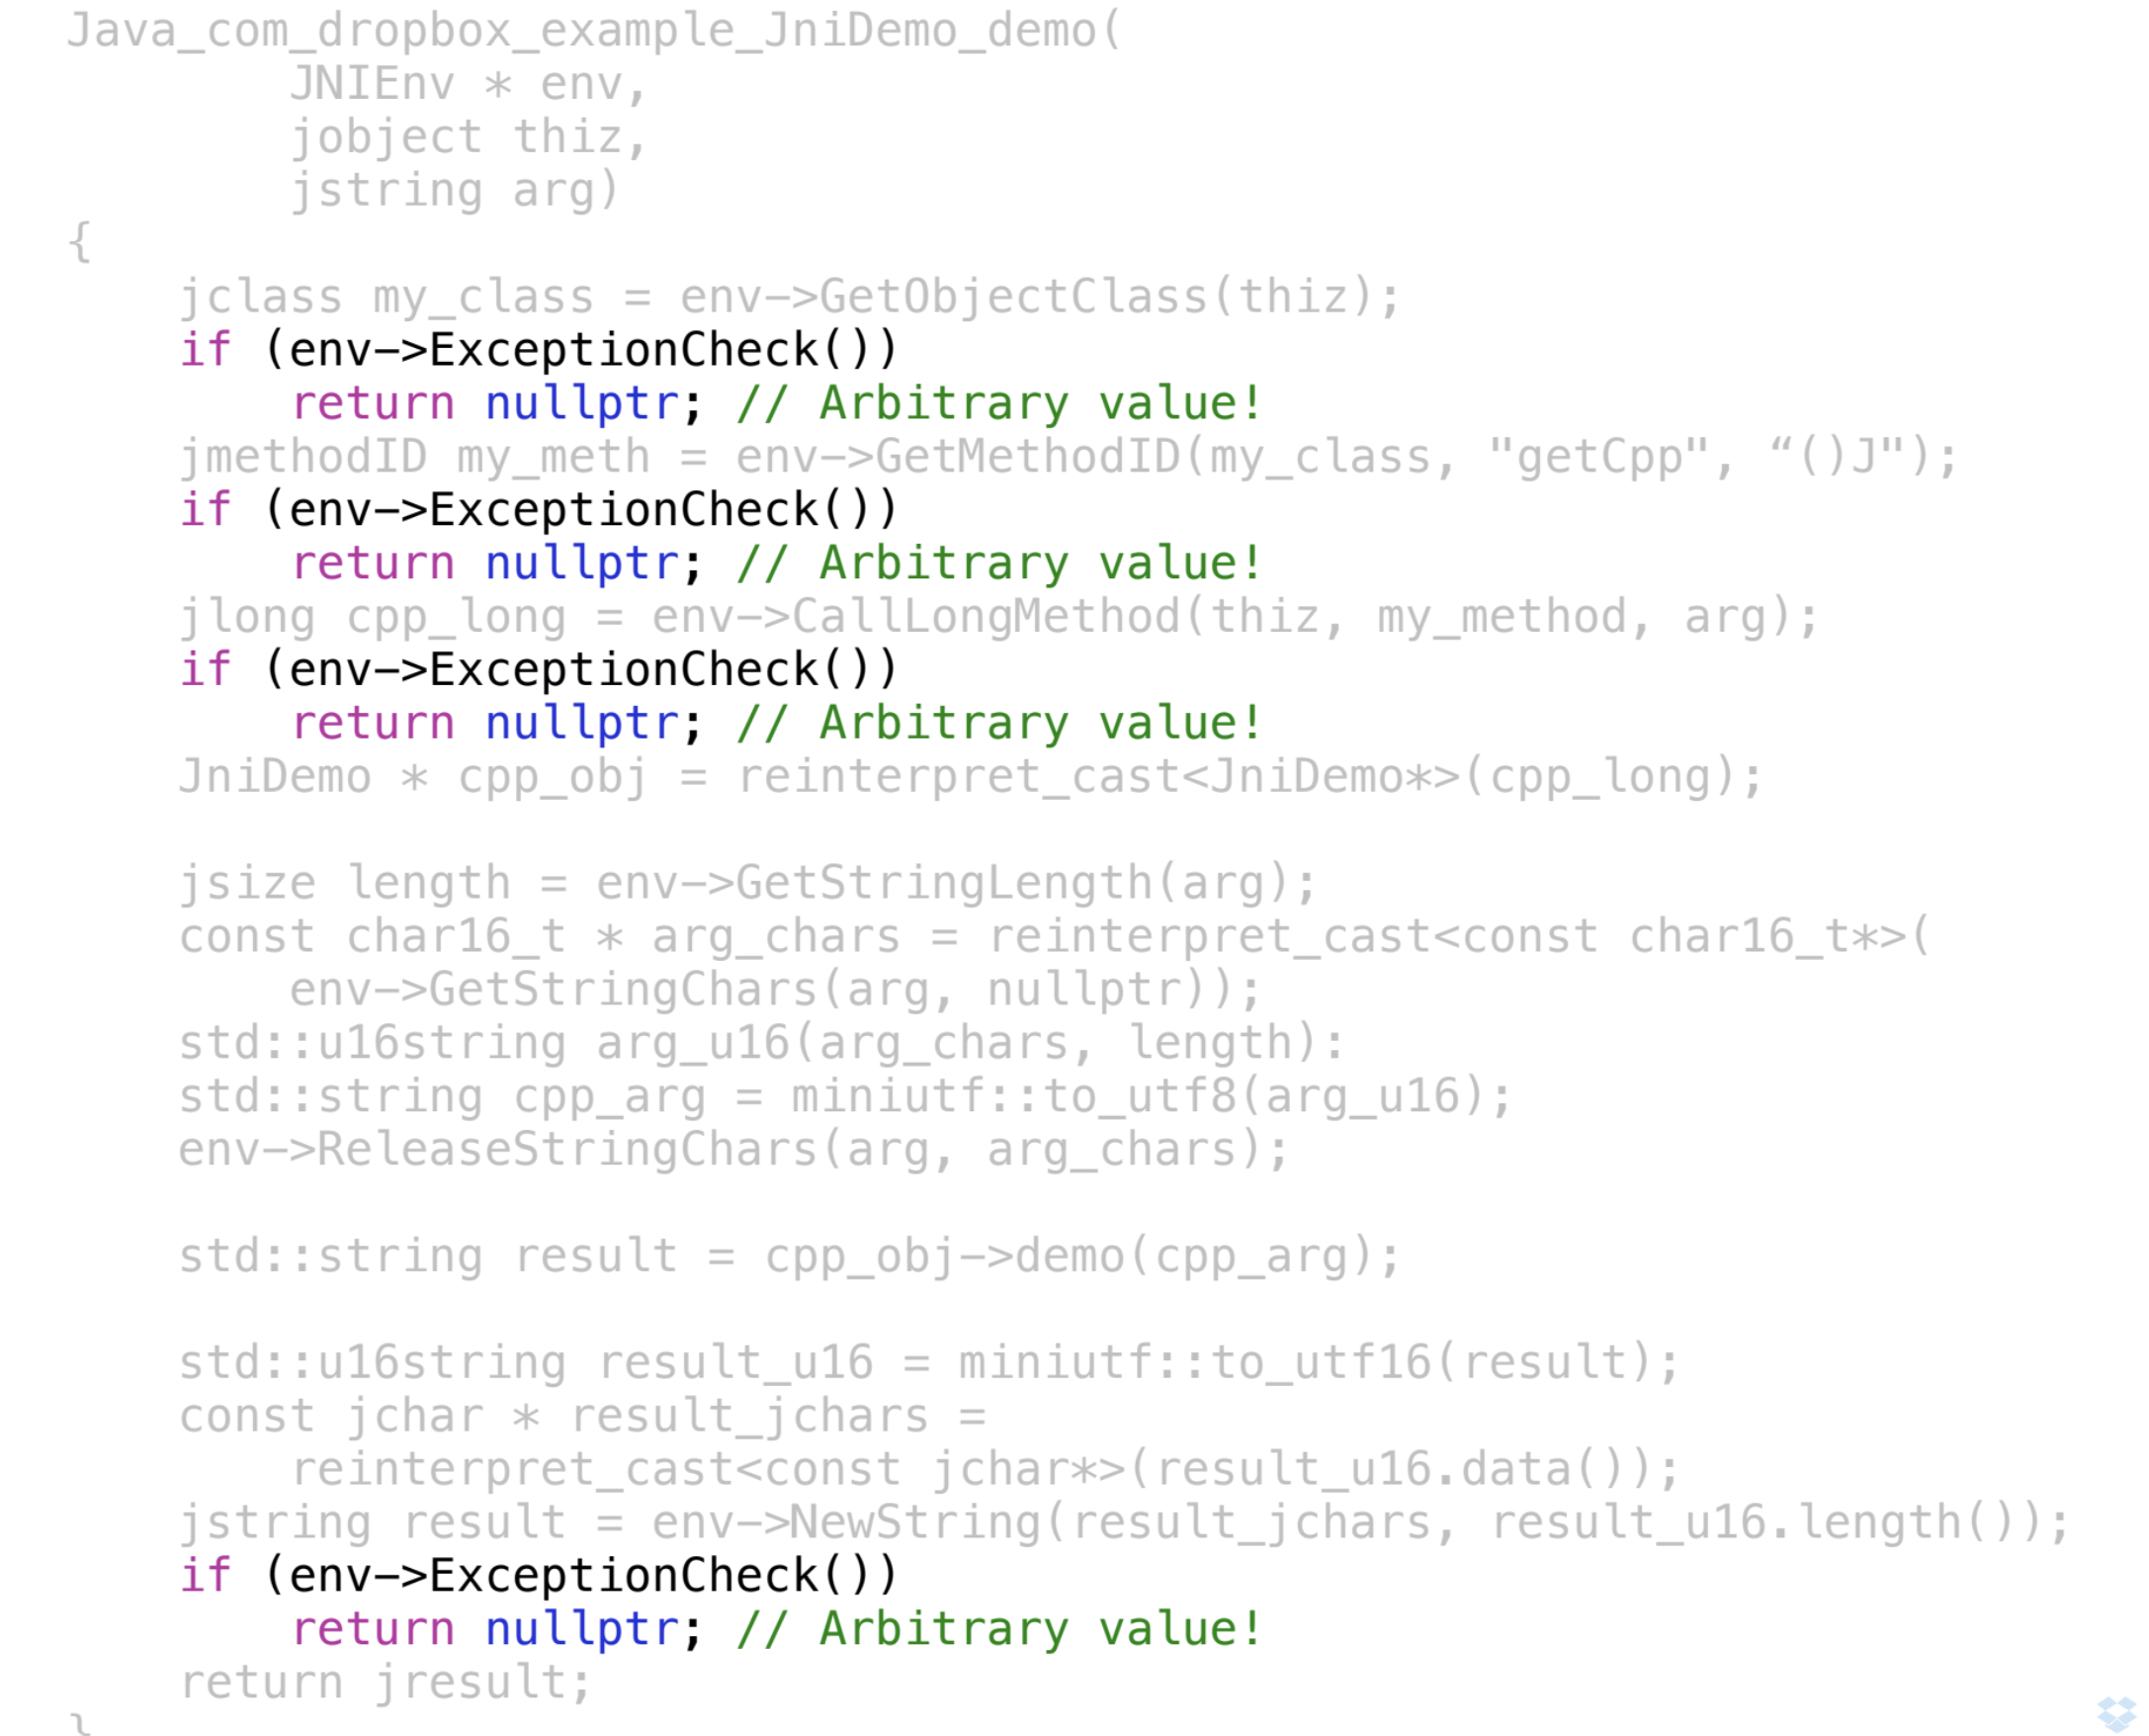 Java_com_dropbox_example_JniDemo_demo(
        JNIEnv * env,
        jobject thiz,
        jstring arg)
{
    jclass my_class = env->GetObjectClass(thiz);
    if (env->ExceptionCheck())
        return nullptr; // Arbitrary value!
    jmethodID my_meth = env->GetMethodID(my_class, "getCpp", “()J");
    if (env->ExceptionCheck())
        return nullptr; // Arbitrary value!
    jlong cpp_long = env->CallLongMethod(thiz, my_method, arg);
    if (env->ExceptionCheck())
        return nullptr; // Arbitrary value!
    JniDemo * cpp_obj = reinterpret_cast<JniDemo*>(cpp_long);
    jsize length = env->GetStringLength(arg);
    const char16_t * arg_chars = reinterpret_cast<const char16_t*>(
        env->GetStringChars(arg, nullptr));
    std::u16string arg_u16(arg_chars, length):
    std::string cpp_arg = miniutf::to_utf8(arg_u16);
    env->ReleaseStringChars(arg, arg_chars);
    std::string result = cpp_obj->demo(cpp_arg);
    std::u16string result_u16 = miniutf::to_utf16(result);
    const jchar * result_jchars =
        reinterpret_cast<const jchar*>(result_u16.data());
    jstring result = env->NewString(result_jchars, result_u16.length());
    if (env->ExceptionCheck())
        return nullptr; // Arbitrary value!
    return jresult;
}